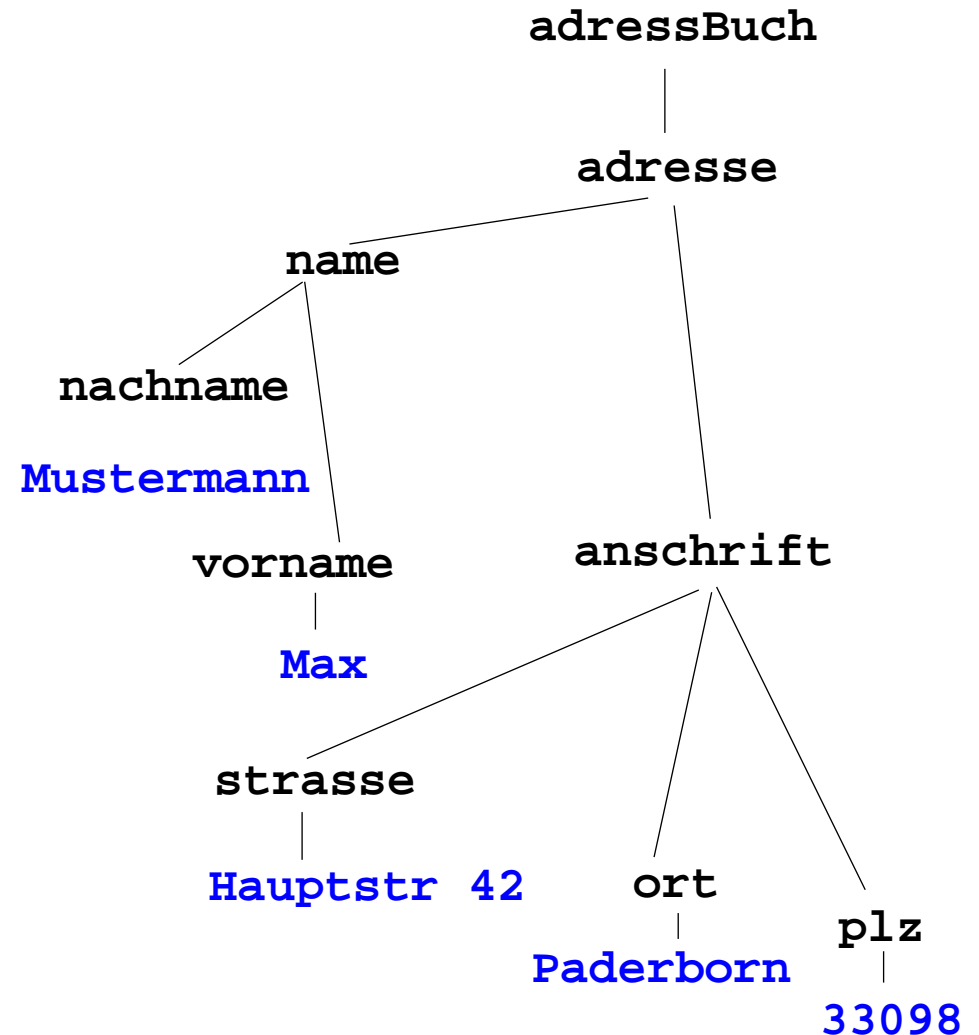 adressBuch
adresse
name
nachname
Mustermann
vorname
anschrift
Max
strasse
Hauptstr 42
ort
plz
Paderborn
33098